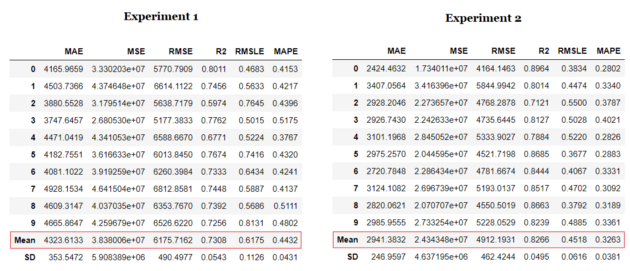 Experiment 1
MAE MSE RMSE R2 RMSLE MAPE
0 4165.9659 3.330203e+07 5770.7909 0.8011 0.4683 0.4153
1 4503.7366 4.374648e+07 6614.1122 0.7456 0.5633 0.4217
2 3880.5528 3.179514e+07 5638.7179 0.5974 0.7645 0.4396
3 3747.6457 2.680530e+07 5177.3833 0.7762 0.5015 0.5175
4 4471.0419 4.341053e+07 6588.6670 0.6771 0.5224 0.3767
5 4182.7551 3.616633e+07 6013.8450 0.7674 0.7416 0.4320
6 4081.1022 3.919259e+07 6260.3984 0.7333 0.6434 0.4241
7 4928.1534 4.641504e+07 6812.8581 0.7448 0.5887 0.4137
8 4609.3147 4.037035e+07 6353.7670 0.7392 0.5686 0.5111
9 4665.8647 4.259679e+07 6526.6220 0.7256 0.8131 0.4802
Mean 4323.6133 3.838006e+07 6175.7162 0.7308 0.6175 0.4432
SD 353.5472 5.908389e+06 490.4977 0.0543 0.1126 0.0431
Experiment 2
MAE MSE RMSE R2 RMSLE MAPE
0 2424.4632 1.734011e+07 4164.1463 0.8964 0.3834 0.2802
1 3407.0564 3.416396e+07 5844.9942 0.8014 0.4474 0.3340
2 2928.2046 2.273657e+07 4768.2878 0.7121 0.5500 0.3787
3 2926.7430 2.242633e+07 4735.6445 0.8127 0.5028 0.4021
4 3101.1968 2.845052e+07 5333.9027 0.7884 0.5220 0.2826
5 2975.2570 2.044595e+07 4521.7198 0.8685 0.3677 0.2883
6 2720.7848 2.286434e+07 4781.6674 0.8444 0.4067 0.3331
7 3124.1082 2.696739e+07 5193.0137 0.8517 0.4702 0.3092
8 2820.0621 2.070707e+07 4550.5019 0.8663 0.3792 0.3189
9 2985.9555 2.733254e+07 5228.0529 0.8239 0.4885 0.3361
Mean 2941.3832 2.434348e+07 4912.1931 0.8266 0.4518 0.3263
SD 246.9597 4.637195e+06 462.4244 0.0495 0.0616 0.0381